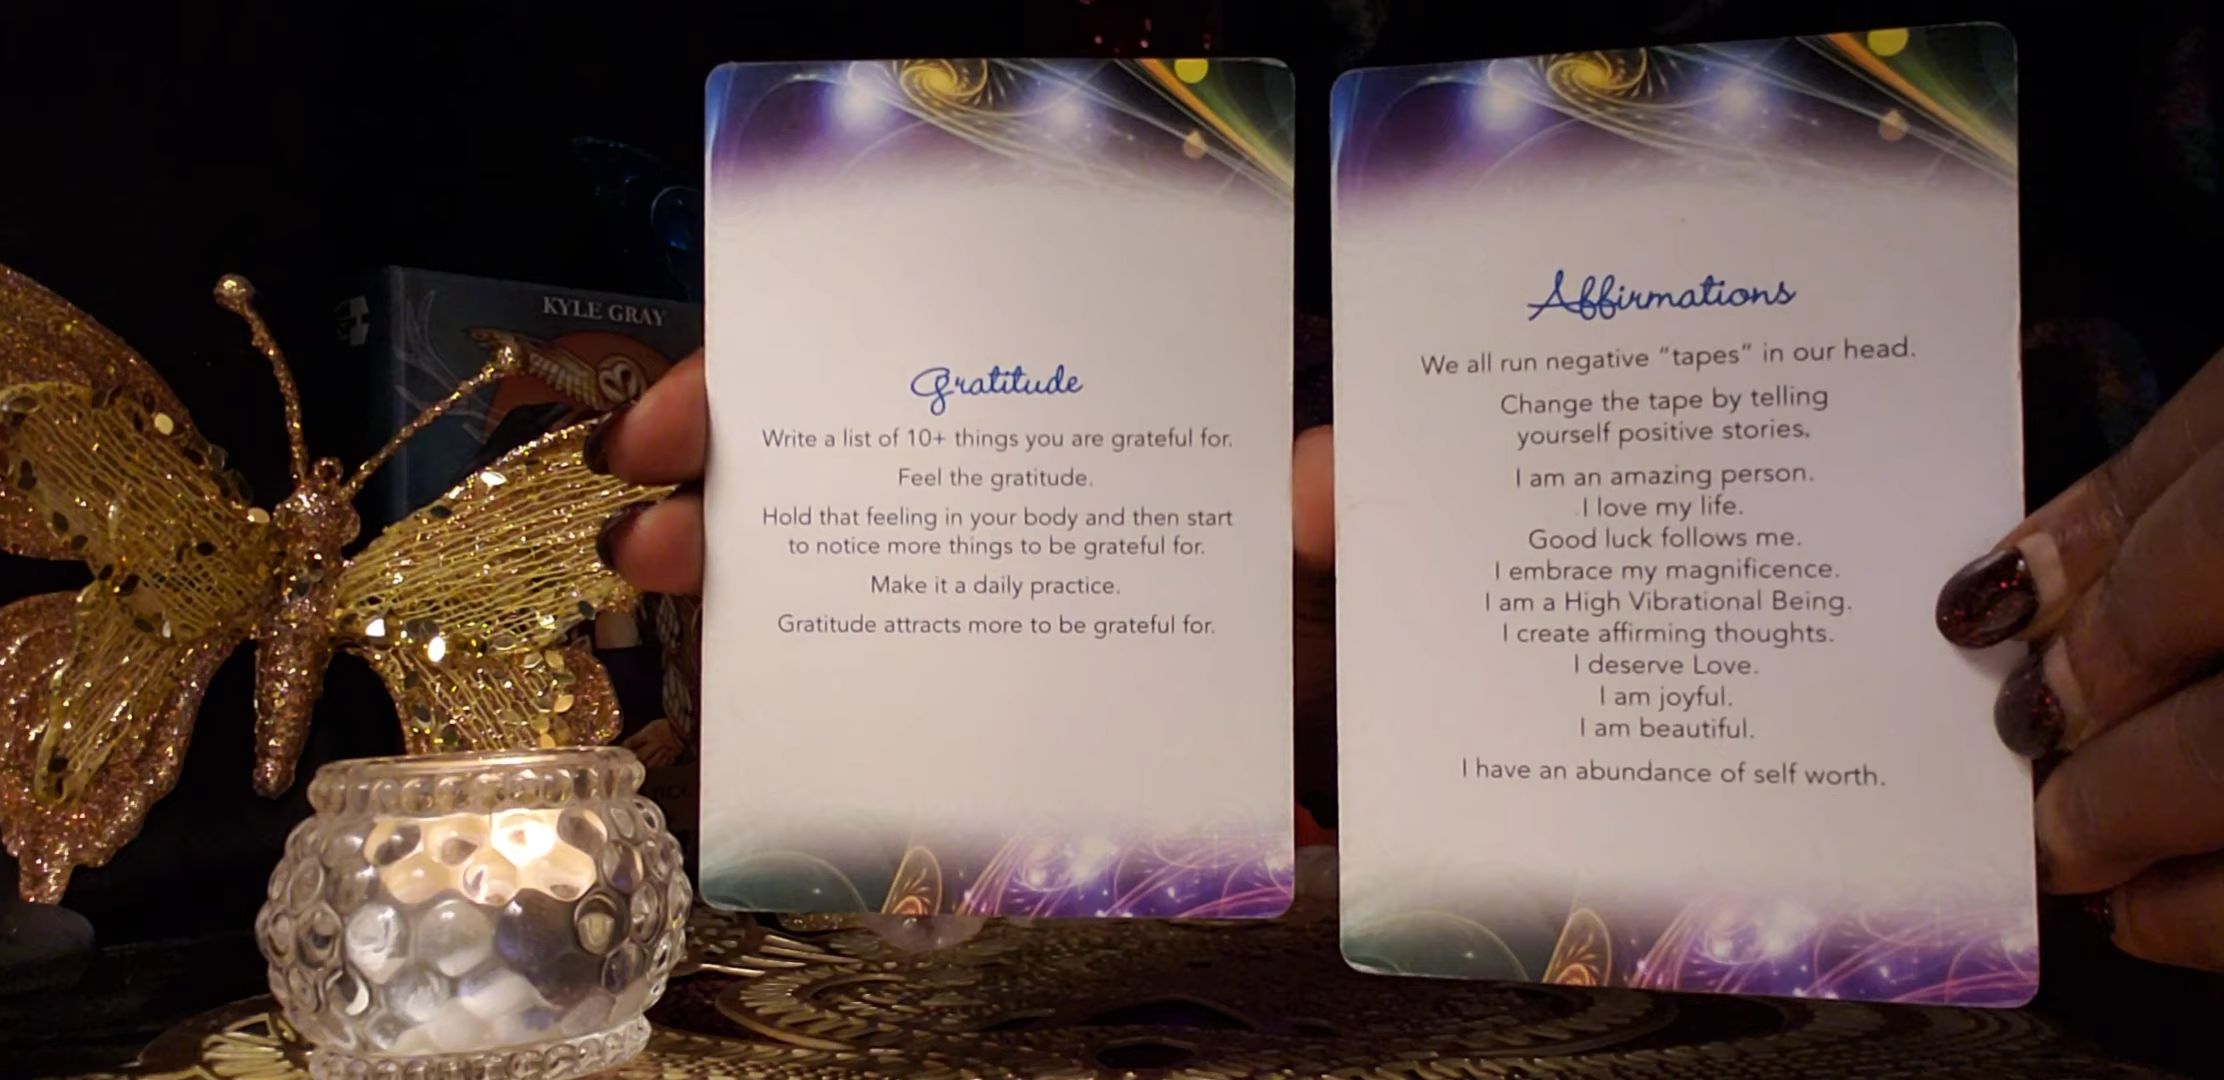 KYLE GRAY
Gratitude
Write a list of 10+ things you are grateful for.
Feel the gratitude.
Hold that feeling in your body and then start
to notice more things to be grateful for.
Make it a daily practice.
Gratitude attracts more to be grateful for.
Affirmations
We all run negative “tapes” in our head.
Change the tape by telling
yourself positive stories.
I am an amazing person.
I love my life.
Good luck follows me.
I embrace my magnificence.
I am a High Vibrational Being.
I create affirming thoughts.
I deserve Love.
I am joyful.
I am beautiful.
I have an abundance of self worth.